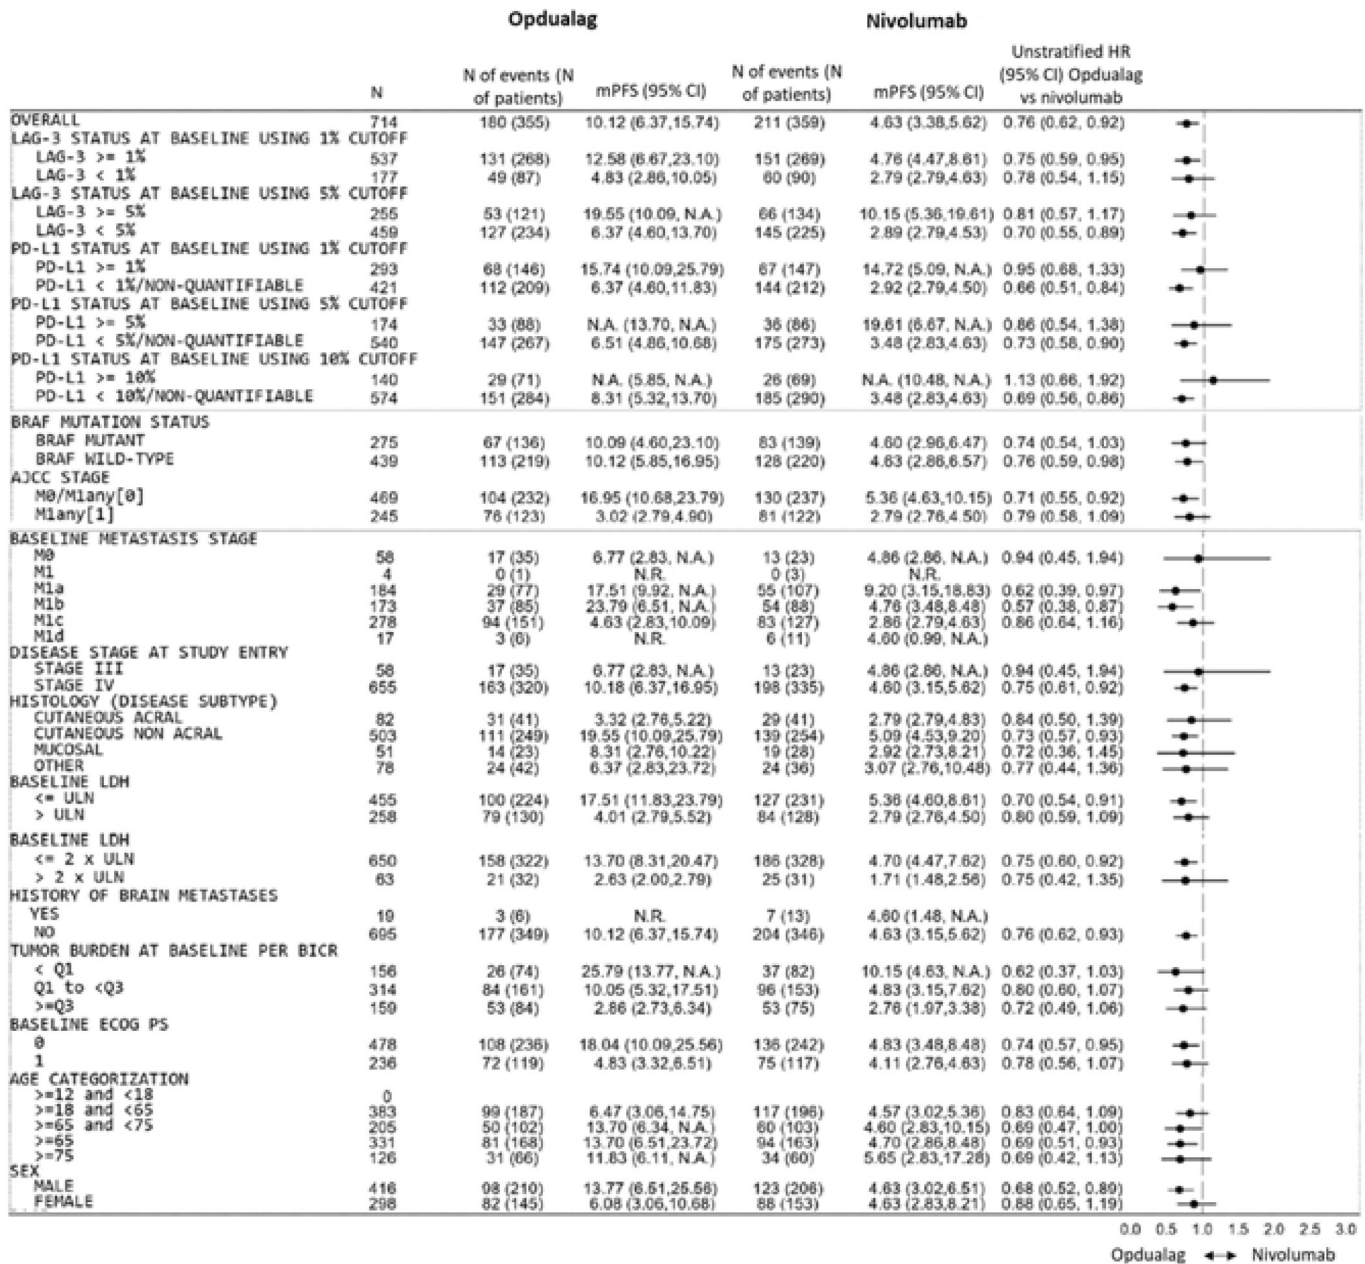 Opdualag Nivolumab
Unstratified HR
N of events (N N of events (N (95% CI) Opdualag
N of patients) mPFS (95% CI) of patients) mPFS (95% CI) vs nivolumab
OVERALL 714 180 (355) 10.12 (6.37,15.74) 211 (359) 4.63 (3.38,5.62) 0.76 (0.62, 0.92)
LAG-3 STATUS AT BASELINE USING 1% CUTOFF
LAG-3 >= 1% 537 131 (268) 12.58 (6.67,23.10) 151 (269) 4.76 (4.47,8.61) 0.75 (0.59, 0.95)
LAG-3 < 1% 177 49 (87) 4.83 (2.86,10.05) 60 (90) 2.79 (2.79,4.63) 0.78 (0.54, 1.15)
LAG-3 STATUS AT BASELINE USING 5% CUTOFF
LAG-3 >= 5% 255 53 (121) 19.55 (10.09, N.A.) 66 (134) 10.15 (5.36,19.61) 0.81 (0.57, 1.17)
LAG-3 < 5% 459 127 (234) 6.37 (4.60,13.70) 145 (225) 2.89 (2.79,4.53) 0.70 (0.55, 0.89)
PD-L1 STATUS AT BASELINE USING 1% CUTOFF
PD-L1 >= 1% 293 68 (146) 15.74 (10.09,25.79) 67 (147) 14.72 (5.09, N.A.) 0.95 (0.68, 1.33)
PD-L1 < 1%/NON-QUANTIFIABLE 421 112 (209) 6.37 (4.60,11.83) 144 (212) 2.92 (2.79,4.50) 0.66 (0.51, 0.84)
PD-L1 STATUS AT BASELINE USING 5% CUTOFF
PD-L1 >= 5% 174 33 (88) N.A. (13.70, N.A.) 36 (86) 19.61 (6.67, N.A.) 0.86 (0.54, 1.38)
PD-L1 < 5%/NON-QUANTIFIABLE 540 147 (267) 6.51 (4.86,10.68) 175 (273) 3.48 (2.83,4.63) 0.73 (0.58, 0.90)
PD-L1 STATUS AT BASELINE USING 10% CUTOFF
PD-L1 >= 10% 140 29 (71) N.A. (5.85, N.A.) 26 (69) N.A. (10.48, N.A.) 1.13 (0.66, 1.92)
PD-L1 < 10%/NON-QUANTIFIABLE 574 151 (284) 8.31 (5.32,13.70) 185 (290) 3.48 (2.83,4.63) 0.69 (0.56, 0.86)
BRAF MUTATION STATUS
BRAF MUTANT 275 67 (136) 10.09 (4.60,23.10) 83 (139) 4.60 (2.96,6.47) 0.74 (0.54, 1.03)
BRAF WILD-TYPE 439 113 (219) 10.12 (5.85,16.95) 128 (220) 4.63 (2.86,6.57) 0.76 (0.59, 0.98)
AJCC STAGE
M0/M1any[0] 469 104 (232) 16.95 (10.68,23.79) 130 (237) 5.36 (4.63,10.15) 0.71 (0.55, 0.92)
M1any[1] 245 76 (123) 3.02 (2.79,4.90) 81 (122) 2.79 (2.76,4.50) 0.79 (0.58, 1.09)
BASELINE METASTASIS STAGE
M0 58 17 (35) 6.77 (2.83, N.A.) 13 (23) 4.86 (2.86, N.A.) 0.94 (0.45, 1.94)
M1 4 0 (1) N.R. 0 (3) N.R.
M1a 184 29 (77) 17.51 (9.92, N.A.) 55 (107) 9.20 (3.15,18.83) 0.62 (0.39, 0.97)
M1b 173 37 (85) 23.79 (6.51, N.A.) 54 (88) 4.76 (3.48,8.48) 0.57 (0.38, 0.87)
M1c 278 94 (151) 4.63 (2.83,10.09) 83 (127) 2.86 (2.79,4.63) 0.86 (0.64, 1.16)
M1d 17 3 (6) N.R. 6 (11) 4.60 (0.99, N.A.)
DISEASE STAGE AT STUDY ENTRY
STAGE III 58 17 (35) 6.77 (2.83, N.A.) 13 (23) 4.86 (2.86, N.A.) 0.94 (0.45, 1.94)
STAGE IV 655 163 (320) 10.18 (6.37,16.95) 198 (335) 4.60 (3.15,5.62) 0.75 (0.61, 0.92)
HISTOLOGY (DISEASE SUBTYPE)
CUTANEOUS ACRAL 82 31 (41) 3.32 (2.76,5.22) 29 (41) 2.79 (2.79,4.83) 0.84 (0.50, 1.39)
CUTANEOUS NON ACRAL 503 111 (249) 19.55 (10.09,25.79) 139 (254) 5.09 (4.53,9.20) 0.73 (0.57, 0.93)
MUCOSAL 51 14 (23) 8.31 (2.76,10.22) 19 (28) 2.92 (2.73,8.21) 0.72 (0.36, 1.45)
OTHER 78 24 (42) 6.37 (2.83,23.72) 24 (36) 3.07 (2.76,10.48) 0.77 (0.44, 1.36)
BASELINE LDH
<= ULN 455 100 (224) 17.51 (11.83,23.79) 127 (231) 5.36 (4.60,8.61) 0.70 (0.54, 0.91)
> ULN 258 79 (130) 4.01 (2.79,5.52) 84 (128) 2.79 (2.76,4.50) 0.80 (0.59, 1.09)
BASELINE LDH
<= 2 x ULN 650 158 (322) 13.70 (8.31,20.47) 186 (328) 4.70 (4.47,7.62) 0.75 (0.60, 0.92)
> 2 x ULN 63 21 (32) 2.63 (2.00,2.79) 25 (31) 1.71 (1.48,2.56) 0.75 (0.42, 1.35)
HISTORY OF BRAIN METASTASES
YES 19 3 (6) N.R. 7 (13) 4.60 (1.48, N.A.)
NO 695 177 (349) 10.12 (6.37,15.74) 204 (346) 4.63 (3.15,5.62) 0.76 (0.62, 0.93)
TUMOR BURDEN AT BASELINE PER BICR
< Q1 156 26 (74) 25.79 (13.77, N.A.) 37 (82) 10.15 (4.63, N.A.) 0.62 (0.37, 1.03)
Q1 to <Q3 314 84 (161) 10.05 (5.32,17.51) 96 (153) 4.83 (3.15,7.62) 0.80 (0.60, 1.07)
>=Q3 159 53 (84) 2.86 (2.73,6.34) 53 (75) 2.76 (1.97,3.38) 0.72 (0.49, 1.06)
BASELINE ECOG PS
0 478 108 (236) 18.04 (10.09,25.56) 136 (242) 4.83 (3.48,8.48) 0.74 (0.57, 0.95)
1 236 72 (119) 4.83 (3.32,6.51) 75 (117) 4.11 (2.76,4.63) 0.78 (0.56, 1.07)
AGE CATEGORIZATION
>=12 and <18 0
>=18 and <65 383 99 (187) 6.47 (3.06,14.75) 117 (196) 4.57 (3.02,5.36) 0.83 (0.64, 1.09)
>=65 and <75 205 50 (102) 13.70 (6.34, N.A.) 60 (103) 4.60 (2.83,10.15) 0.69 (0.47, 1.00)
>=65 331 81 (168) 13.70 (6.51,23.72) 94 (163) 4.70 (2.86,8.48) 0.69 (0.51, 0.93)
>=75 126 31 (66) 11.83 (6.11, N.A.) 34 (60) 5.65 (2.83,17.28) 0.69 (0.42, 1.13)
SEX
MALE 416 98 (210) 13.77 (6.51,25.56) 123 (206) 4.63 (3.02,6.51) 0.68 (0.52, 0.89)
FEMALE 298 82 (145) 6.08 (3.06,10.68) 88 (153) 4.63 (2.83,8.21) 0.88 (0.65, 1.19)
0.0 0.5 1.0 1.5 2.0 2.5 3.0
Opdualag Nivolumab